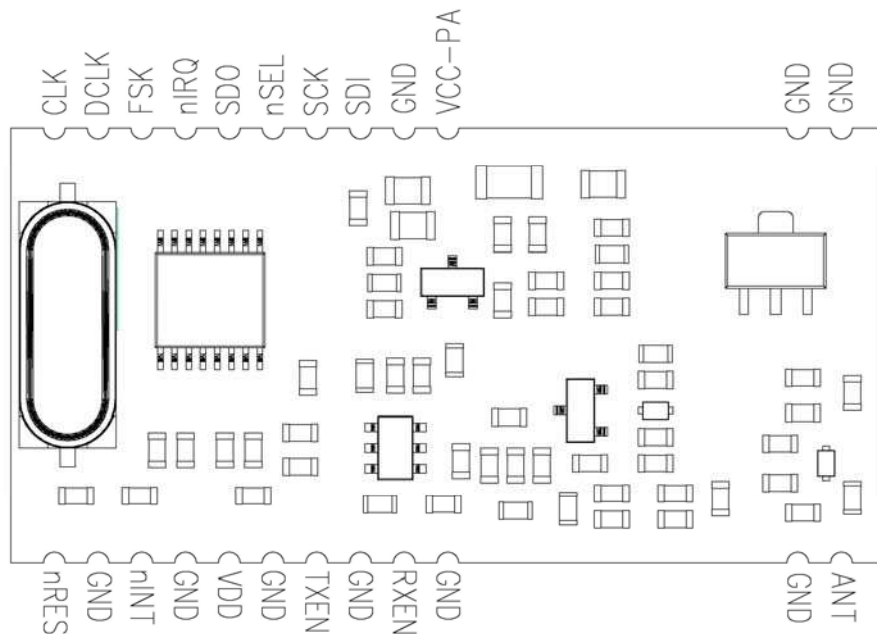 CLK
DCLK
FSK
nIRQ
SDO
nSEL
SCK
SDI
GND
VCC-PA
GND
GND
nRES
GND
nINT
GND
VDD
GND
TXEN
GND
RXEN
GND
GND
ANT